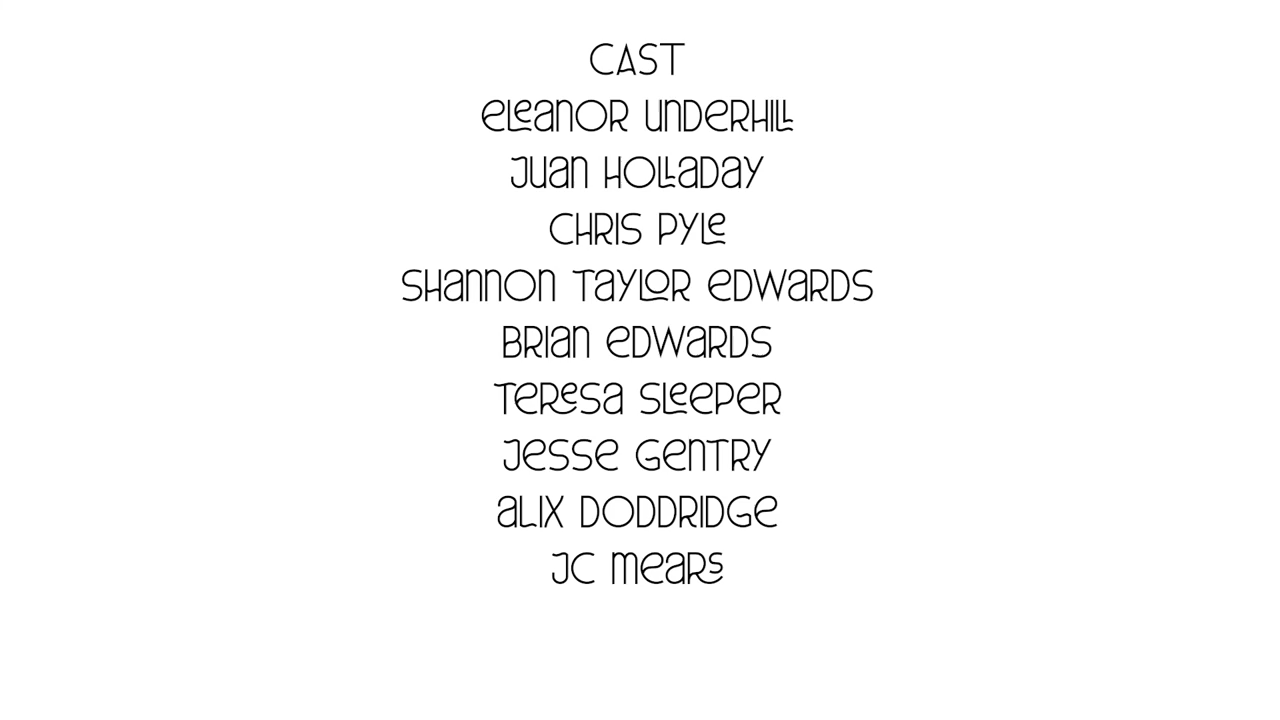 CAST
ELEANOR UNDERHILL
JUAN HOLLADAY
CHRIS PYLE
SHANNON TAYLOR EDWARDS
BRIAN EDWARDS
TERESA SLEEPER
JESSE GENTRY
ALIX DODDRIDGE
JC MEARS